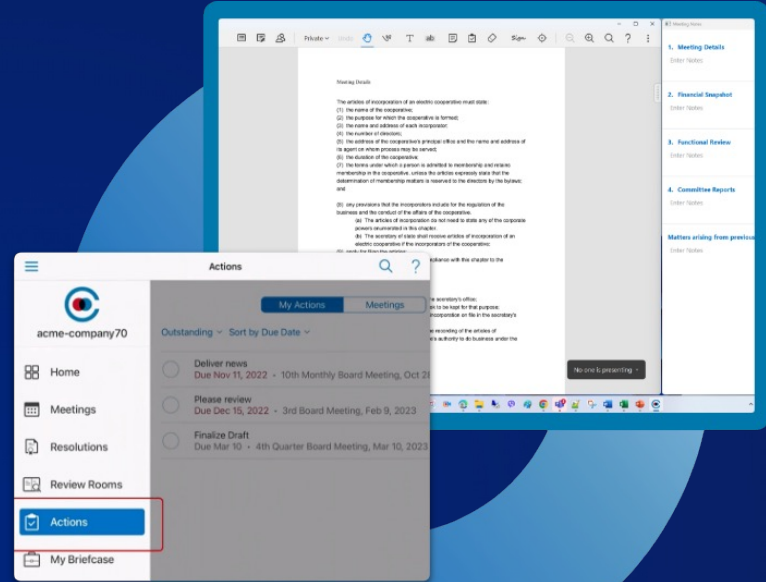 Private
Sign
Meeting Notes
Meeting Details
The articles of incorporation of an electric cooperative must state:
(1) the name of the cooperative;
(2) the purpose for which the cooperative is formed;
(3) the name and address of each incorporator;
(4) the number of directors;
(5) the address of the cooperative's principal office and the name and address of
its agent on whom process may be served;
(6) the duration of the cooperative;
(7) the terms under which a person is admitted to membership and retains
membership in the cooperative, unless the articles expressly state that the
determination of membership matters is reserved to the directors by the bylaws;
and
(8) any provisions that the incorporators include for the regulation of the
business and the conduct of the affairs of the cooperative.
(a) The articles of incorporation do not need to state any of the corporate
powers enumerated in this chapter.
(b) The secretary of state shall receive articles of incorporation of an
electric cooperative if the incorporators of the cooperative:
pliance with this chapter to the
e secretary's office;
ok to be kept for that purpose;
incorporation on file in the secretary's
e recording of the articles of
's authority to do business under the
No one is presenting
1. Meeting Details
Enter Notes
2. Financial Snapshot
Enter Notes
3. Functional Review
Enter Notes
4. Committee Reports
Enter Notes
Matters arising from previous
Enter Notes
Actions
?
acme-company70
Home
Meetings
Resolutions
Review Rooms
Actions
My Briefcase
My Actions Meetings
Outstanding Sort by Due Date
Deliver news
Due Nov 11, 2022 • 10th Monthly Board Meeting, Oct 28
Please review
Due Dec 15, 2022 • 3rd Board Meeting, Feb 9, 2023
Finalize Draft
Due Mar 10 • 4th Quarter Board Meeting, Mar 10, 2023